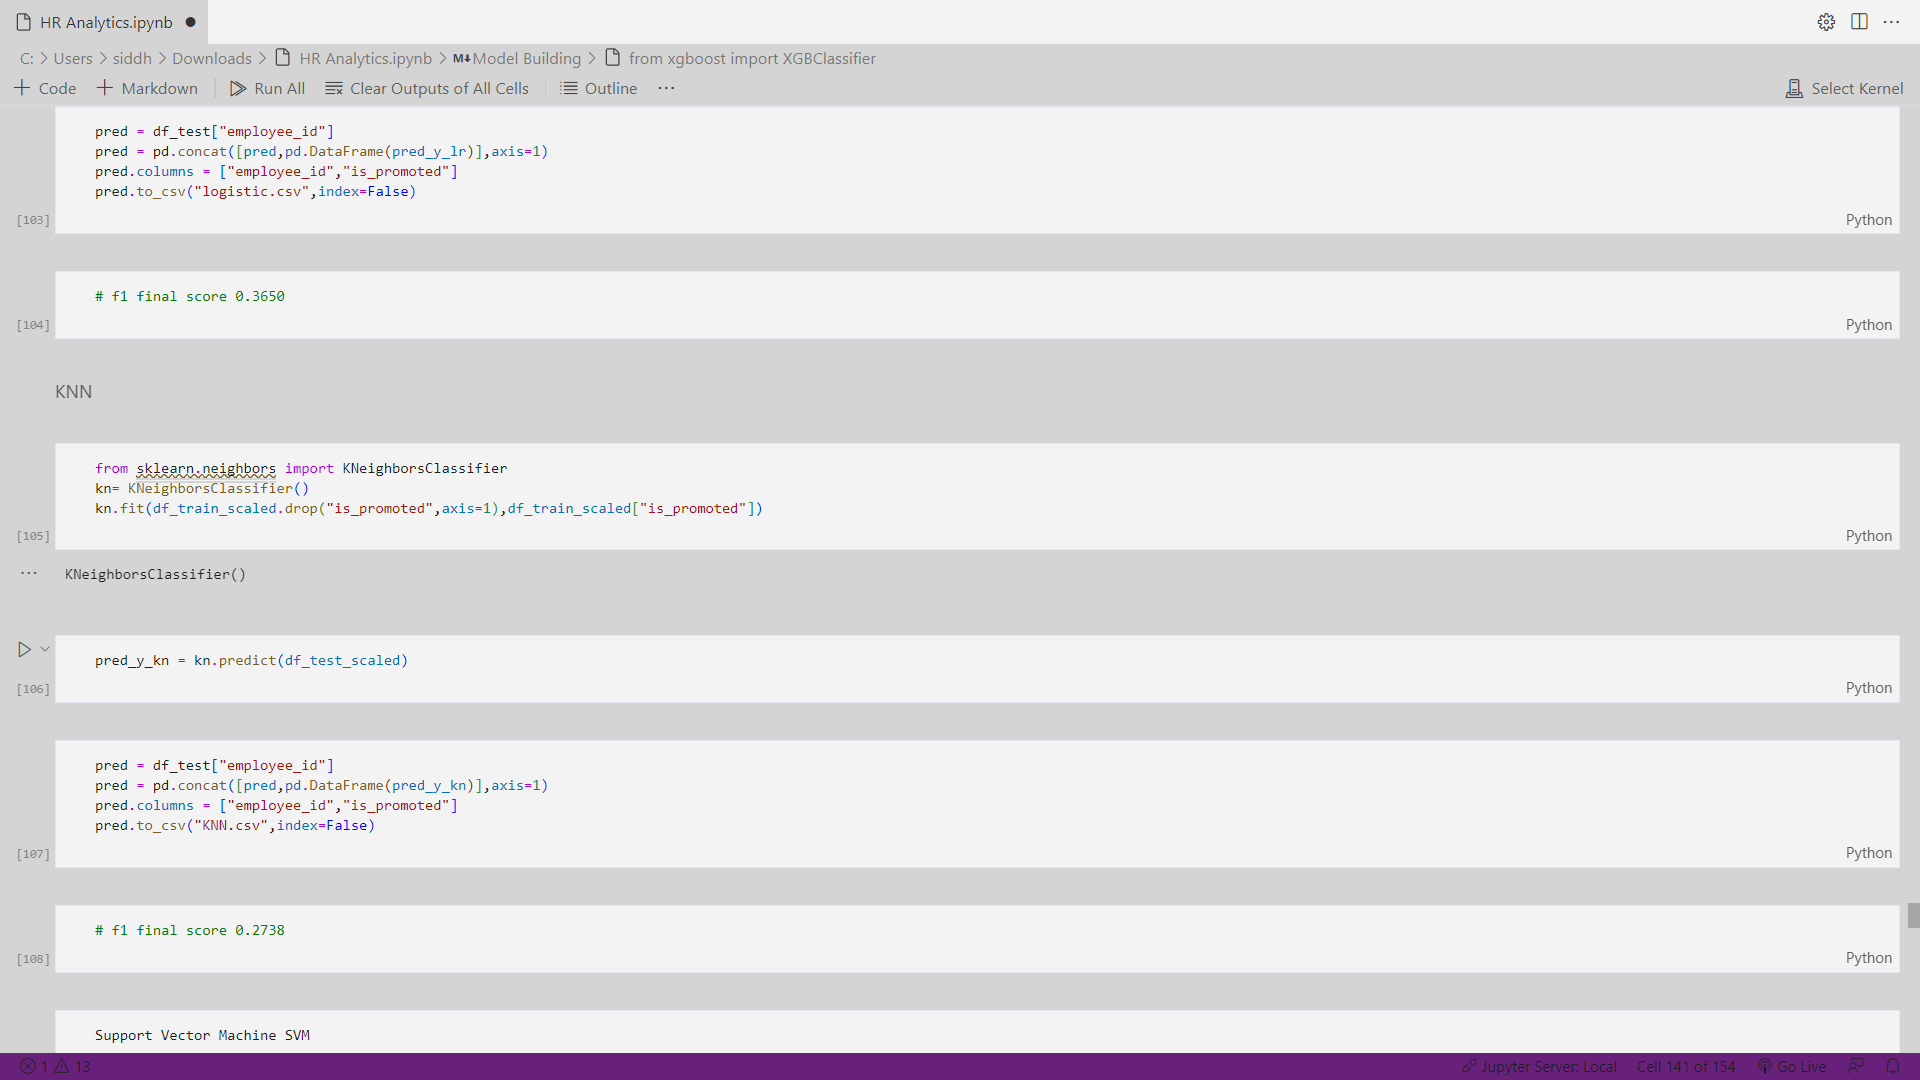 HR Analytics.ipynb
C: > Users > siddh > Downloads > HR Analytics.ipynb > M↓ Model Building > from xgboost import XGBClassifier
+ Code + Markdown Run All Clear Outputs of All Cells Outline ··· Select Kernel
pred = df_test["employee_id"]
pred = pd.concat([pred,pd.DataFrame(pred_y_lr)],axis=1)
pred.columns = ["employee_id","is_promoted"]
pred.to_csv("logistic.csv",index=False)
[103] Python
# f1 final score 0.3650
[104] Python
KNN
from sklearn.neighbors import KNeighborsClassifier
kn= KNeighborsClassifier()
kn.fit(df_train_scaled.drop("is_promoted",axis=1),df_train_scaled["is_promoted"])
[105] Python
··· KNeighborsClassifier()
pred_y_kn = kn.predict(df_test_scaled)
[106] Python
pred = df_test["employee_id"]
pred = pd.concat([pred,pd.DataFrame(pred_y_kn)],axis=1)
pred.columns = ["employee_id","is_promoted"]
pred.to_csv("KNN.csv",index=False)
[107] Python
# f1 final score 0.2738
[108] Python
Support Vector Machine SVM
1 13 Jupyter Server: Local Cell 141 of 154 Go Live